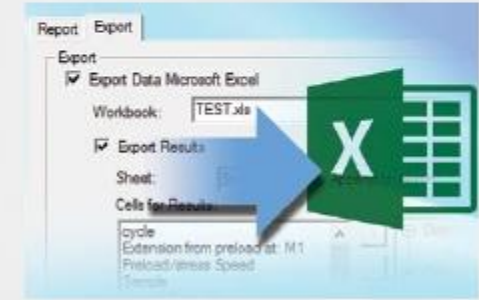 Report Export
Export
Export Data Microsoft Excel
Workbook: TEST.xls
Export Results
Sheet:
Cells for Results:
cycle
Extension from preload at: M1
Preload/stress Speed
X